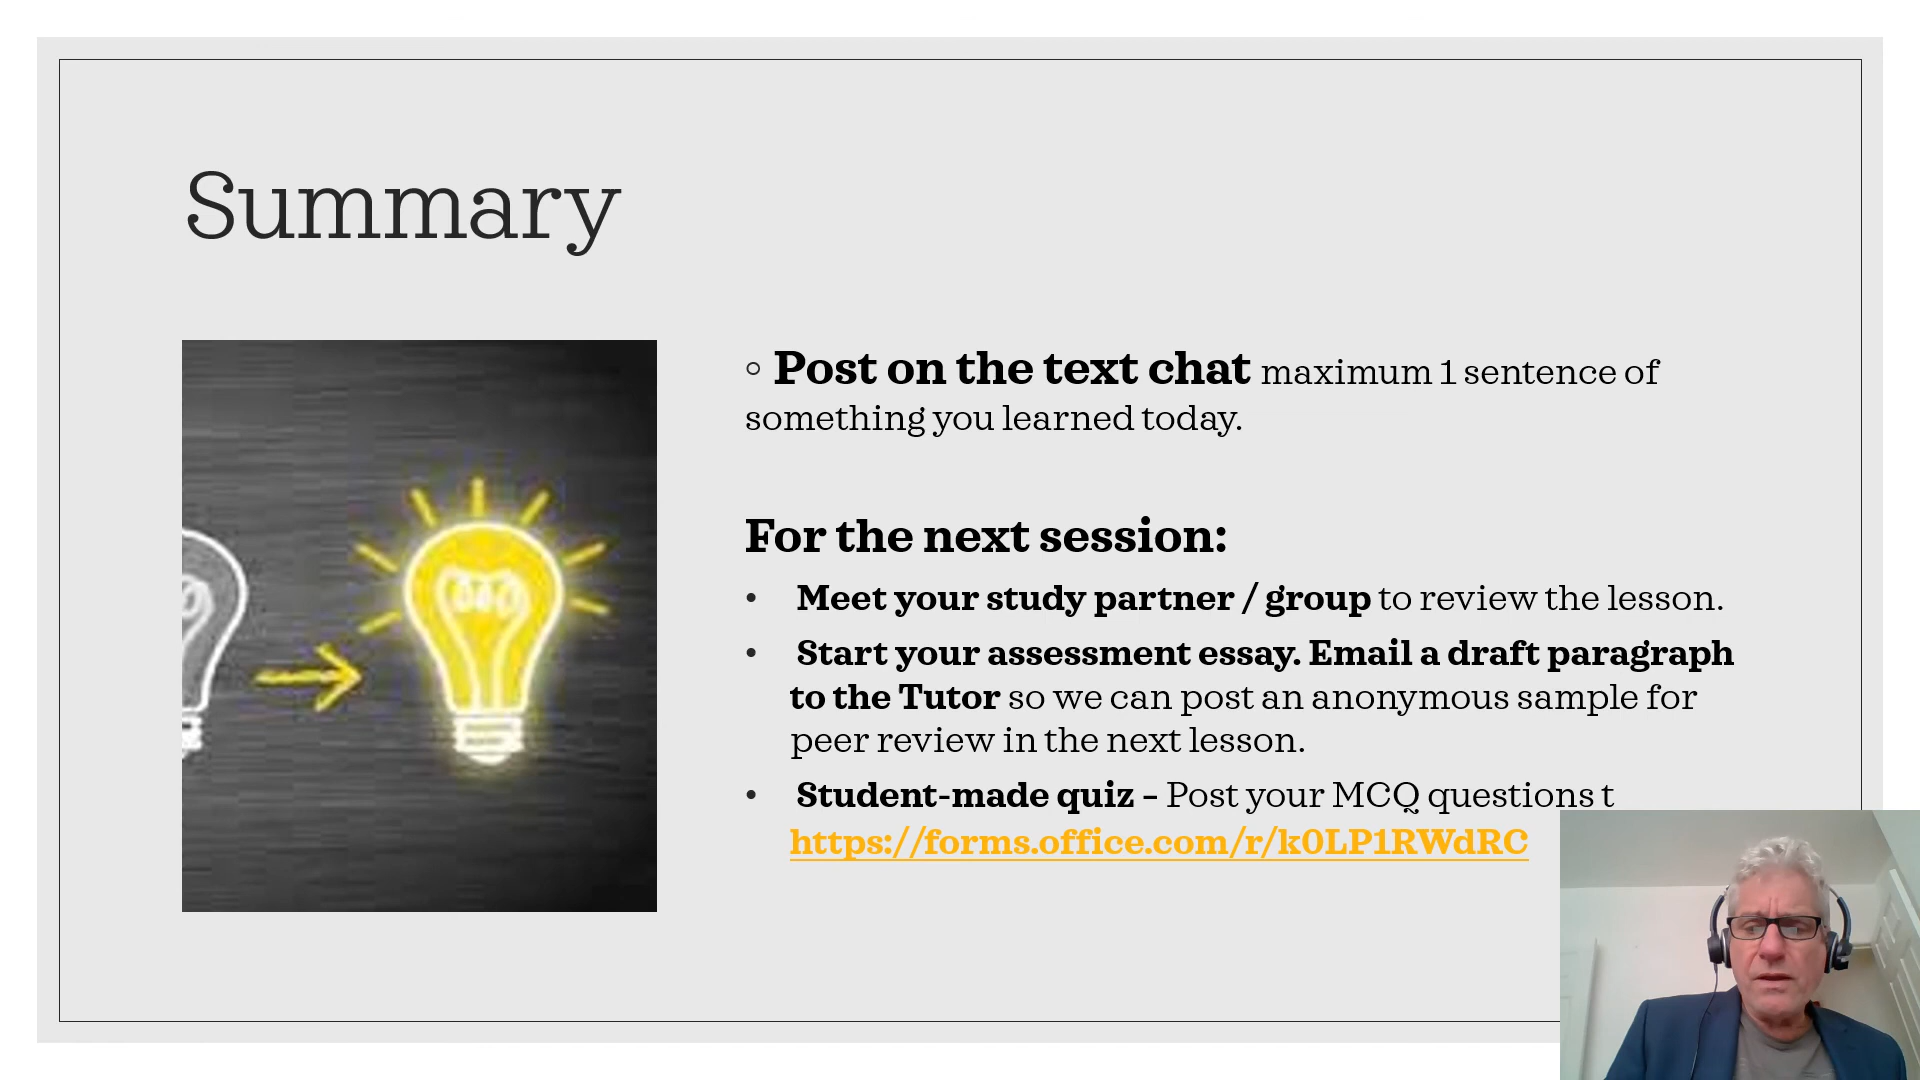 Summary
◦ Post on the text chat maximum 1 sentence of
something you learned today.
For the next session:
• Meet your study partner / group to review the lesson.
• Start your assessment essay. Email a draft paragraph
to the Tutor so we can post an anonymous sample for
peer review in the next lesson.
• Student-made quiz – Post your MCQ questions t
https://forms.office.com/r/k0LP1RWdRC